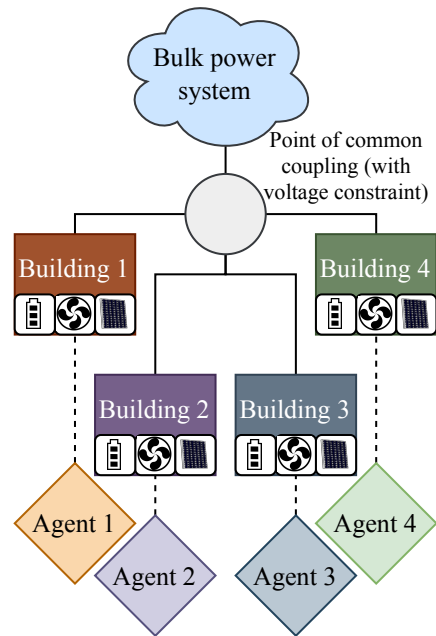 Bulk power
system
Point of common
coupling (with
voltage constraint)
Building 1
Building 4
Building 2
Building 3
Agent 1
Agent 4
Agent 2
Agent 3